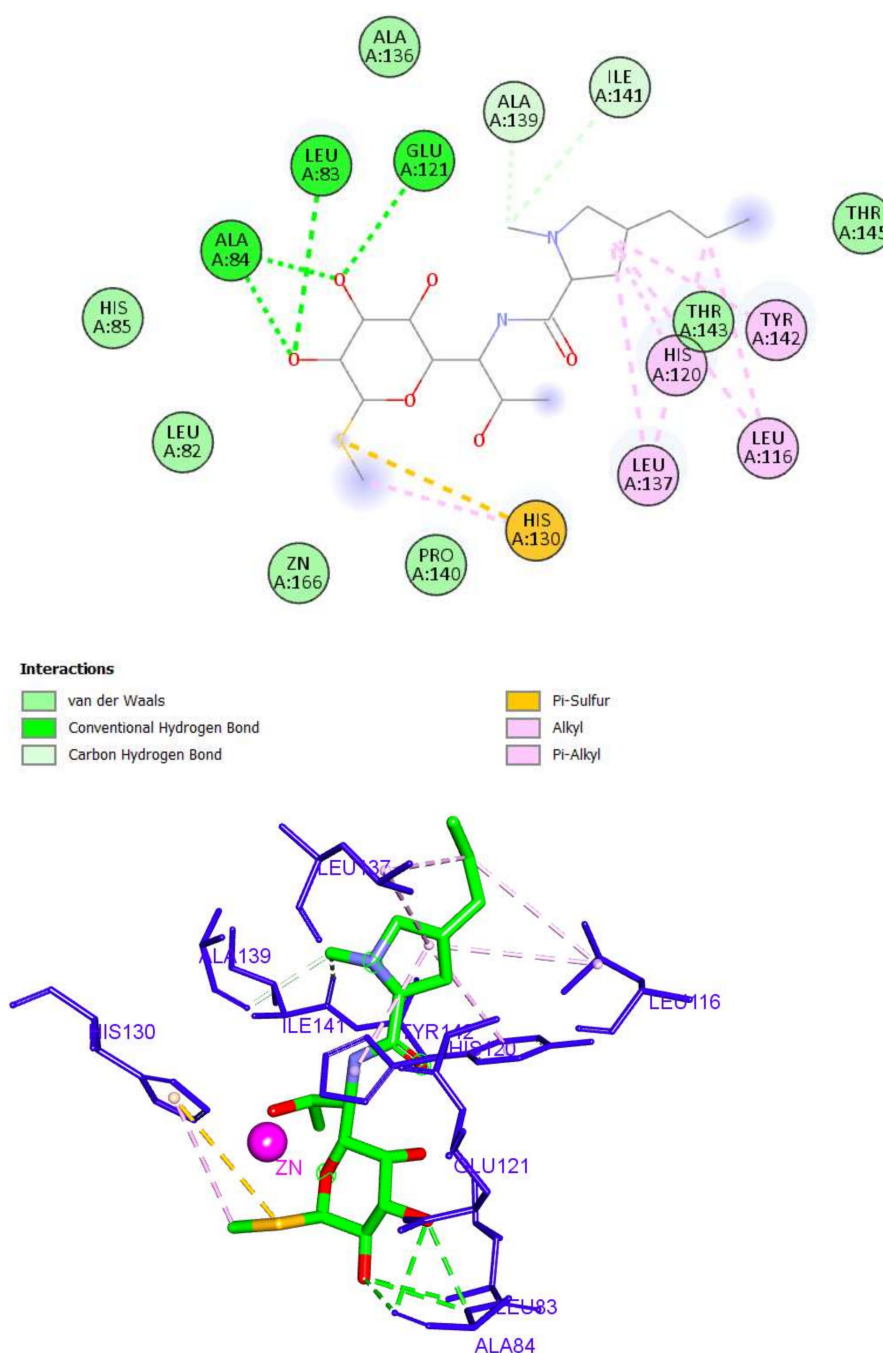 ALA
A:136
ILE
A:141
ALA
A:139
LEU
A:83
GLU
A:121
THR
A:145
ALA
A:84
N
O
O
O
HIS
A:85
N
THR
A:143
TYR
A:142
O
O
HIS
A:120
O
LEU
A:82
S
O
LEU
A:137
LEU
A:116
HIS
A:130
ZN
A:166
PRO
A:140
Interactions
van der Waals
Conventional Hydrogen Bond
Carbon Hydrogen Bond
Pi-Sulfur
Alkyl
Pi-Alkyl
LEU137
ALA139
LEU116
HIS130
ILE141
TYR142
HIS120
ZN
GLU121
LEU83
ALA84